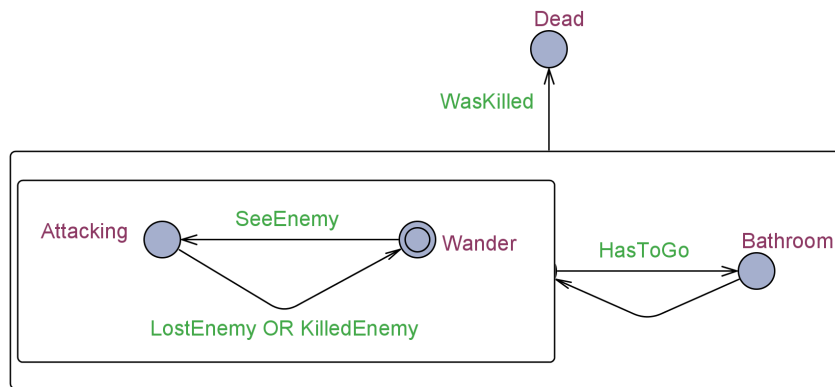 Dead
WasKilled
SeeEnemy
Attacking
Wander
HasToGo
Bathroom
LostEnemy OR KilledEnemy